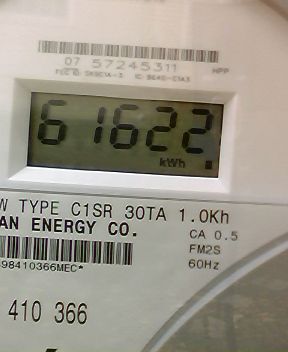 07 57245311
HPP
61622
kWh
TYPE C1SR 30TA 1.0Kh
AN ENERGY CO.
CA 0.5
FM2S
60Hz
98410366MEC*
410 366